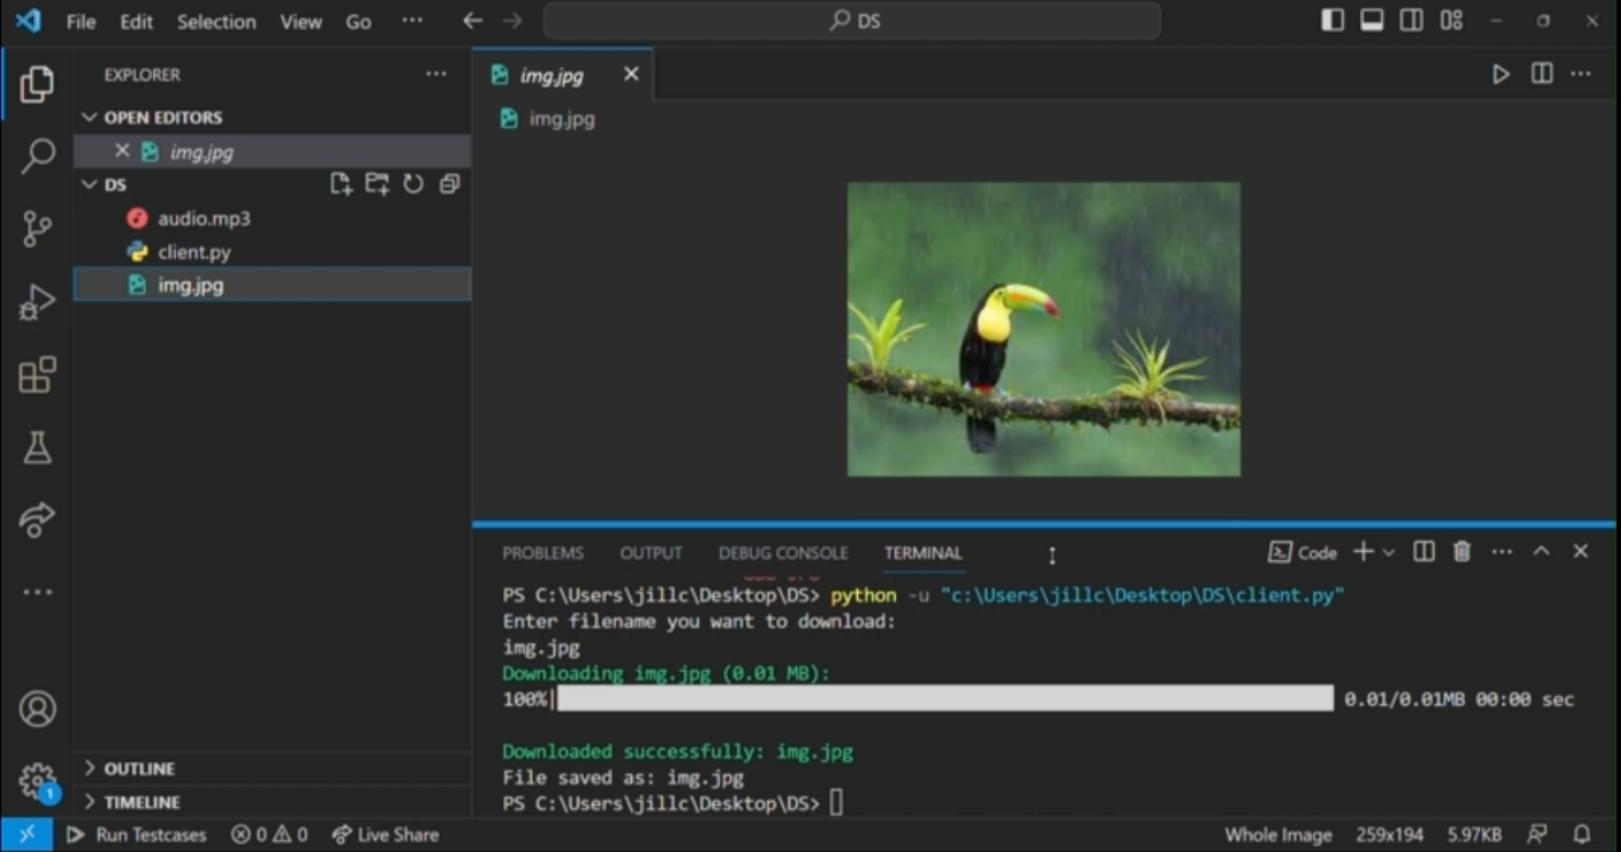 File Edit Selection View Go ··· DS
EXPLORER ···
OPEN EDITORS
img.jpg
DS
audio.mp3
client.py
img.jpg
OUTLINE
TIMELINE
img.jpg
img.jpg
PROBLEMS OUTPUT DEBUG CONSOLE TERMINAL Code
PS C:\Users\jillc\Desktop\DS> python -u "c:\Users\jillc\Desktop\DS\client.py"
Enter filename you want to download:
img.jpg
Downloading img.jpg (0.01 MB):
100%| 0.01/0.01MB 00:00 sec
Downloaded successfully: img.jpg
File saved as: img.jpg
PS C:\Users\jillc\Desktop\DS>
1
Run Testcases 0 0 Live Share Whole Image 259x194 5.97KB